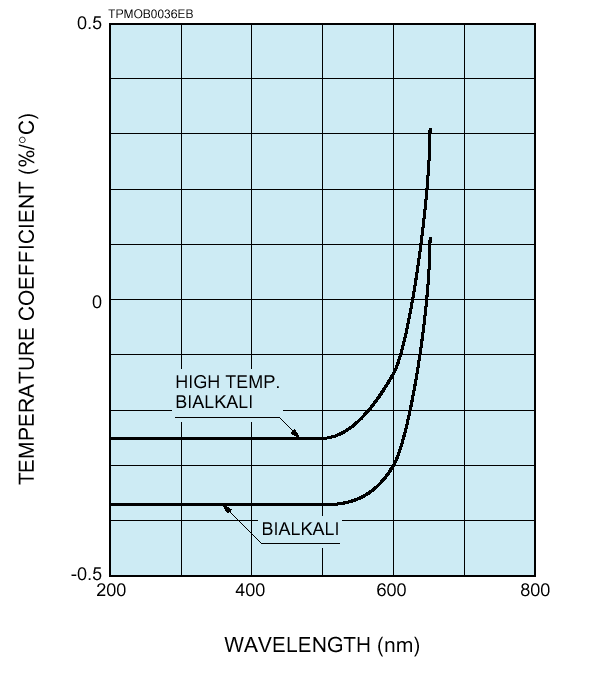 TPMOB0036EB
0.5
TEMPERATURE COEFFICIENT (%/°C)
0
HIGH TEMP.
BIALKALI
BIALKALI
-0.5
200 400 600 800
WAVELENGTH (nm)